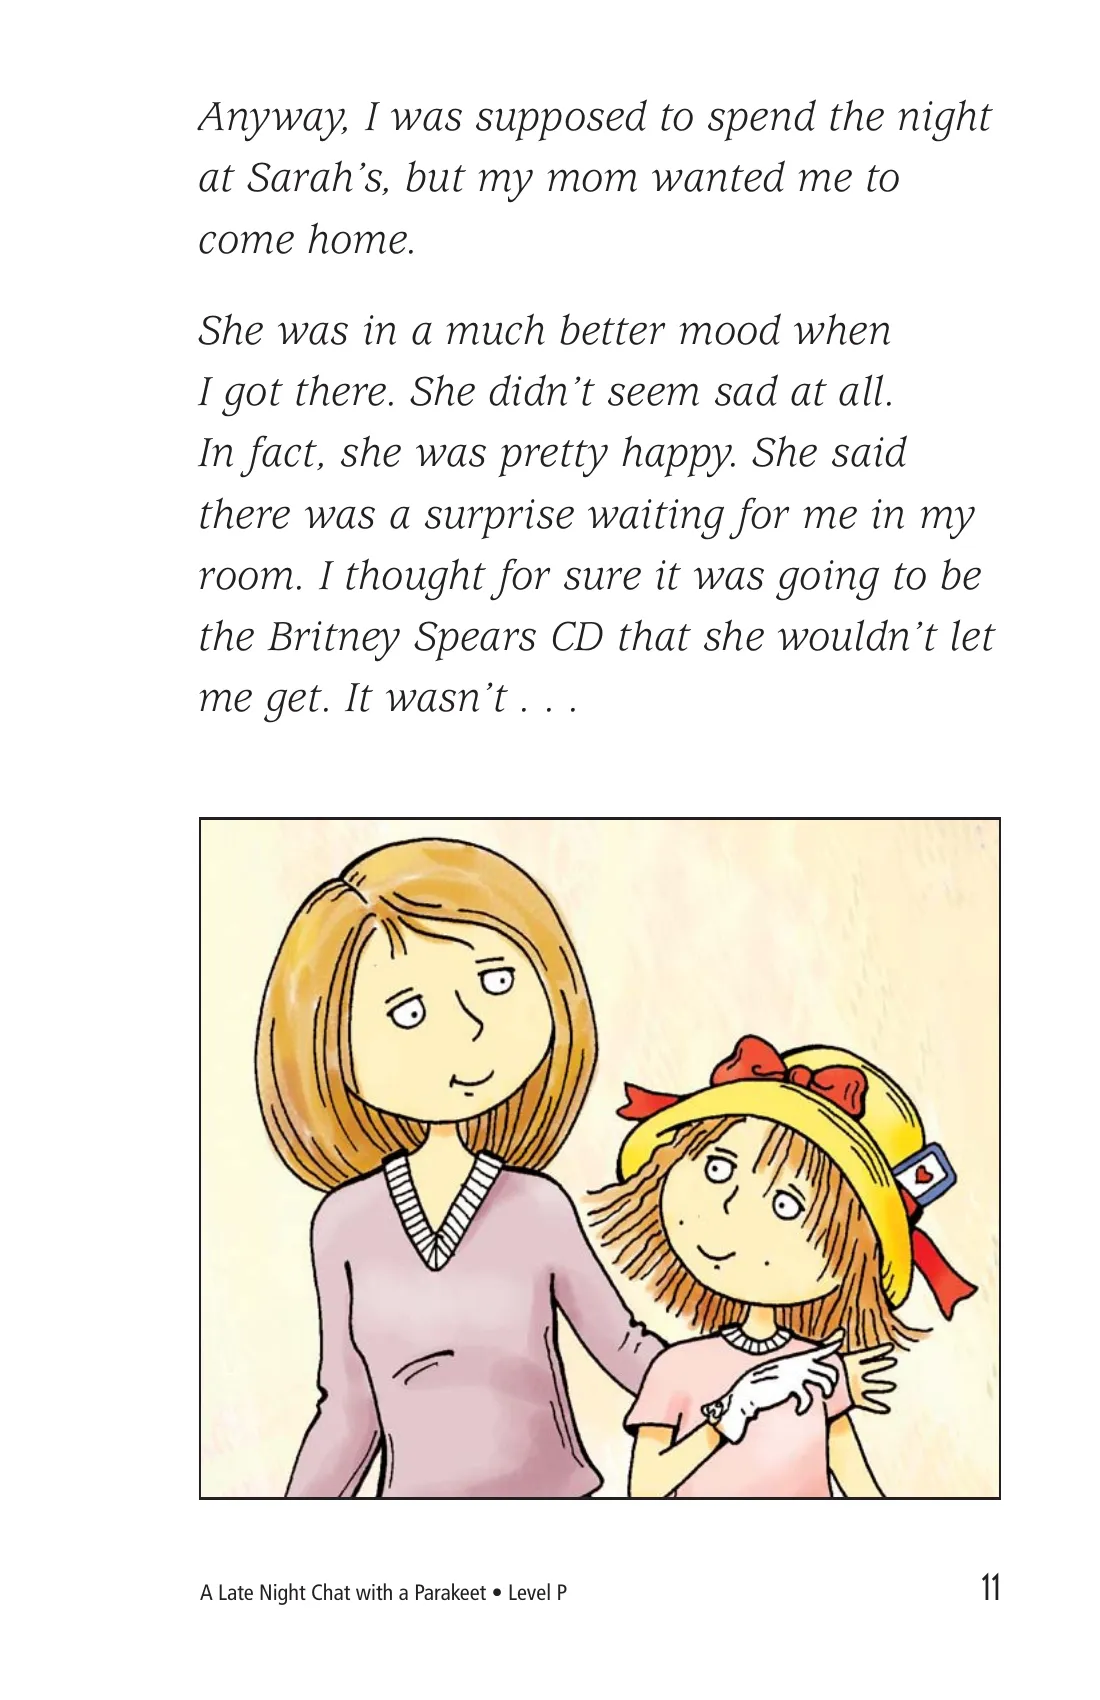 Anyway, I was supposed to spend the night
at Sarah’s, but my mom wanted me to
come home.
She was in a much better mood when
I got there. She didn’t seem sad at all.
In fact, she was pretty happy. She said
there was a surprise waiting for me in my
room. I thought for sure it was going to be
the Britney Spears CD that she wouldn’t let
me get. It wasn’t . . .
A Late Night Chat with a Parakeet • Level P
11